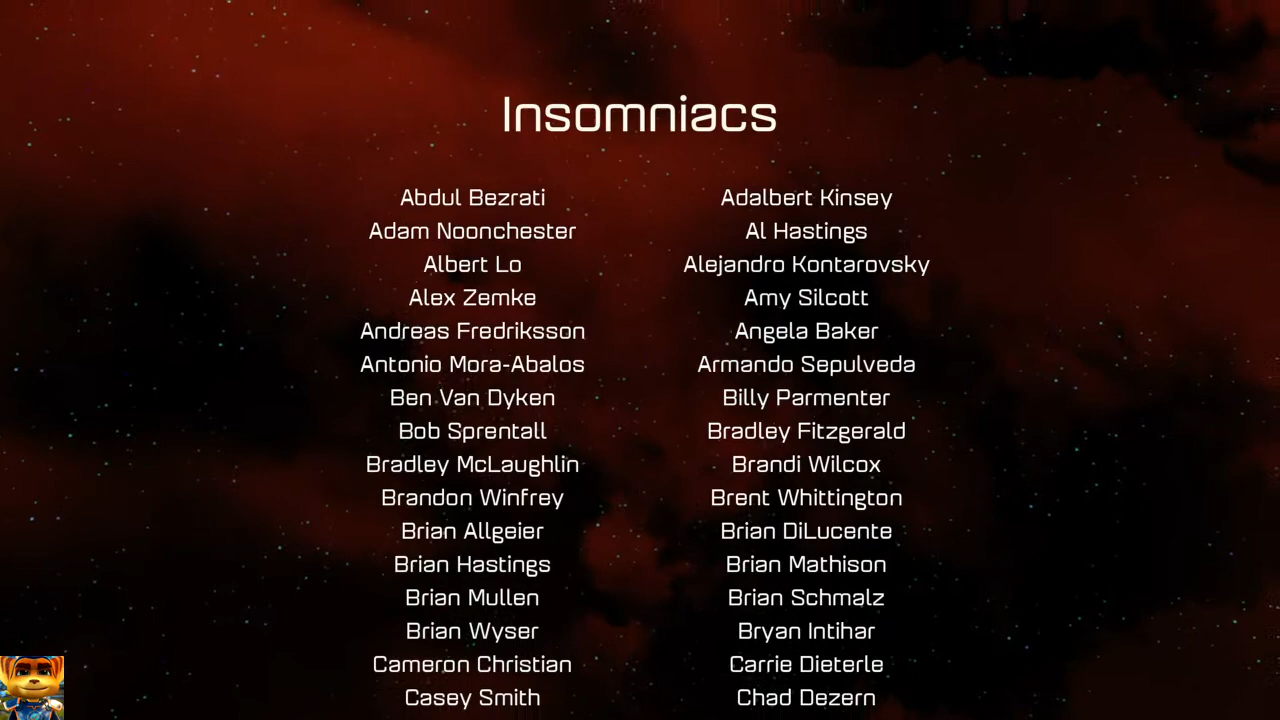 Insomniacs
Abdul Bezrati Adalbert Kinsey
Adam Noonchester Al Hastings
Albert Lo Alejandro Kontarovsky
Alex Zemke Amy Silcott
Andreas Fredriksson Angela Baker
Antonio Mora-Abalos Armando Sepulveda
Ben Van Dyken Billy Parmenter
Bob Sprentall Bradley Fitzgerald
Bradley McLaughlin Brandi Wilcox
Brandon Winfrey Brent Whittington
Brian Allgeier Brian DiLucente
Brian Hastings Brian Mathison
Brian Mullen Brian Schmalz
Brian Wyser Bryan Intihar
Cameron Christian Carrie Dieterle
Casey Smith Chad Dezern